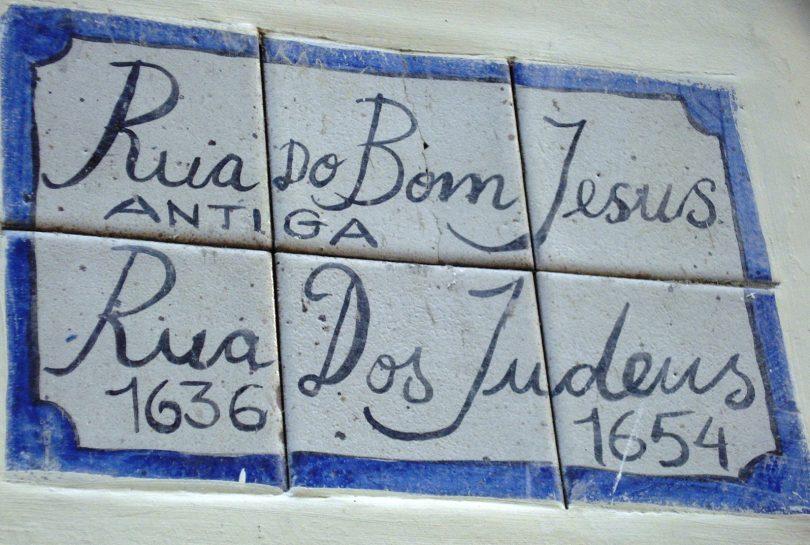 Rua Do Bom Jesus
ANTIGA
Rua Dos Judeus
1636 1654